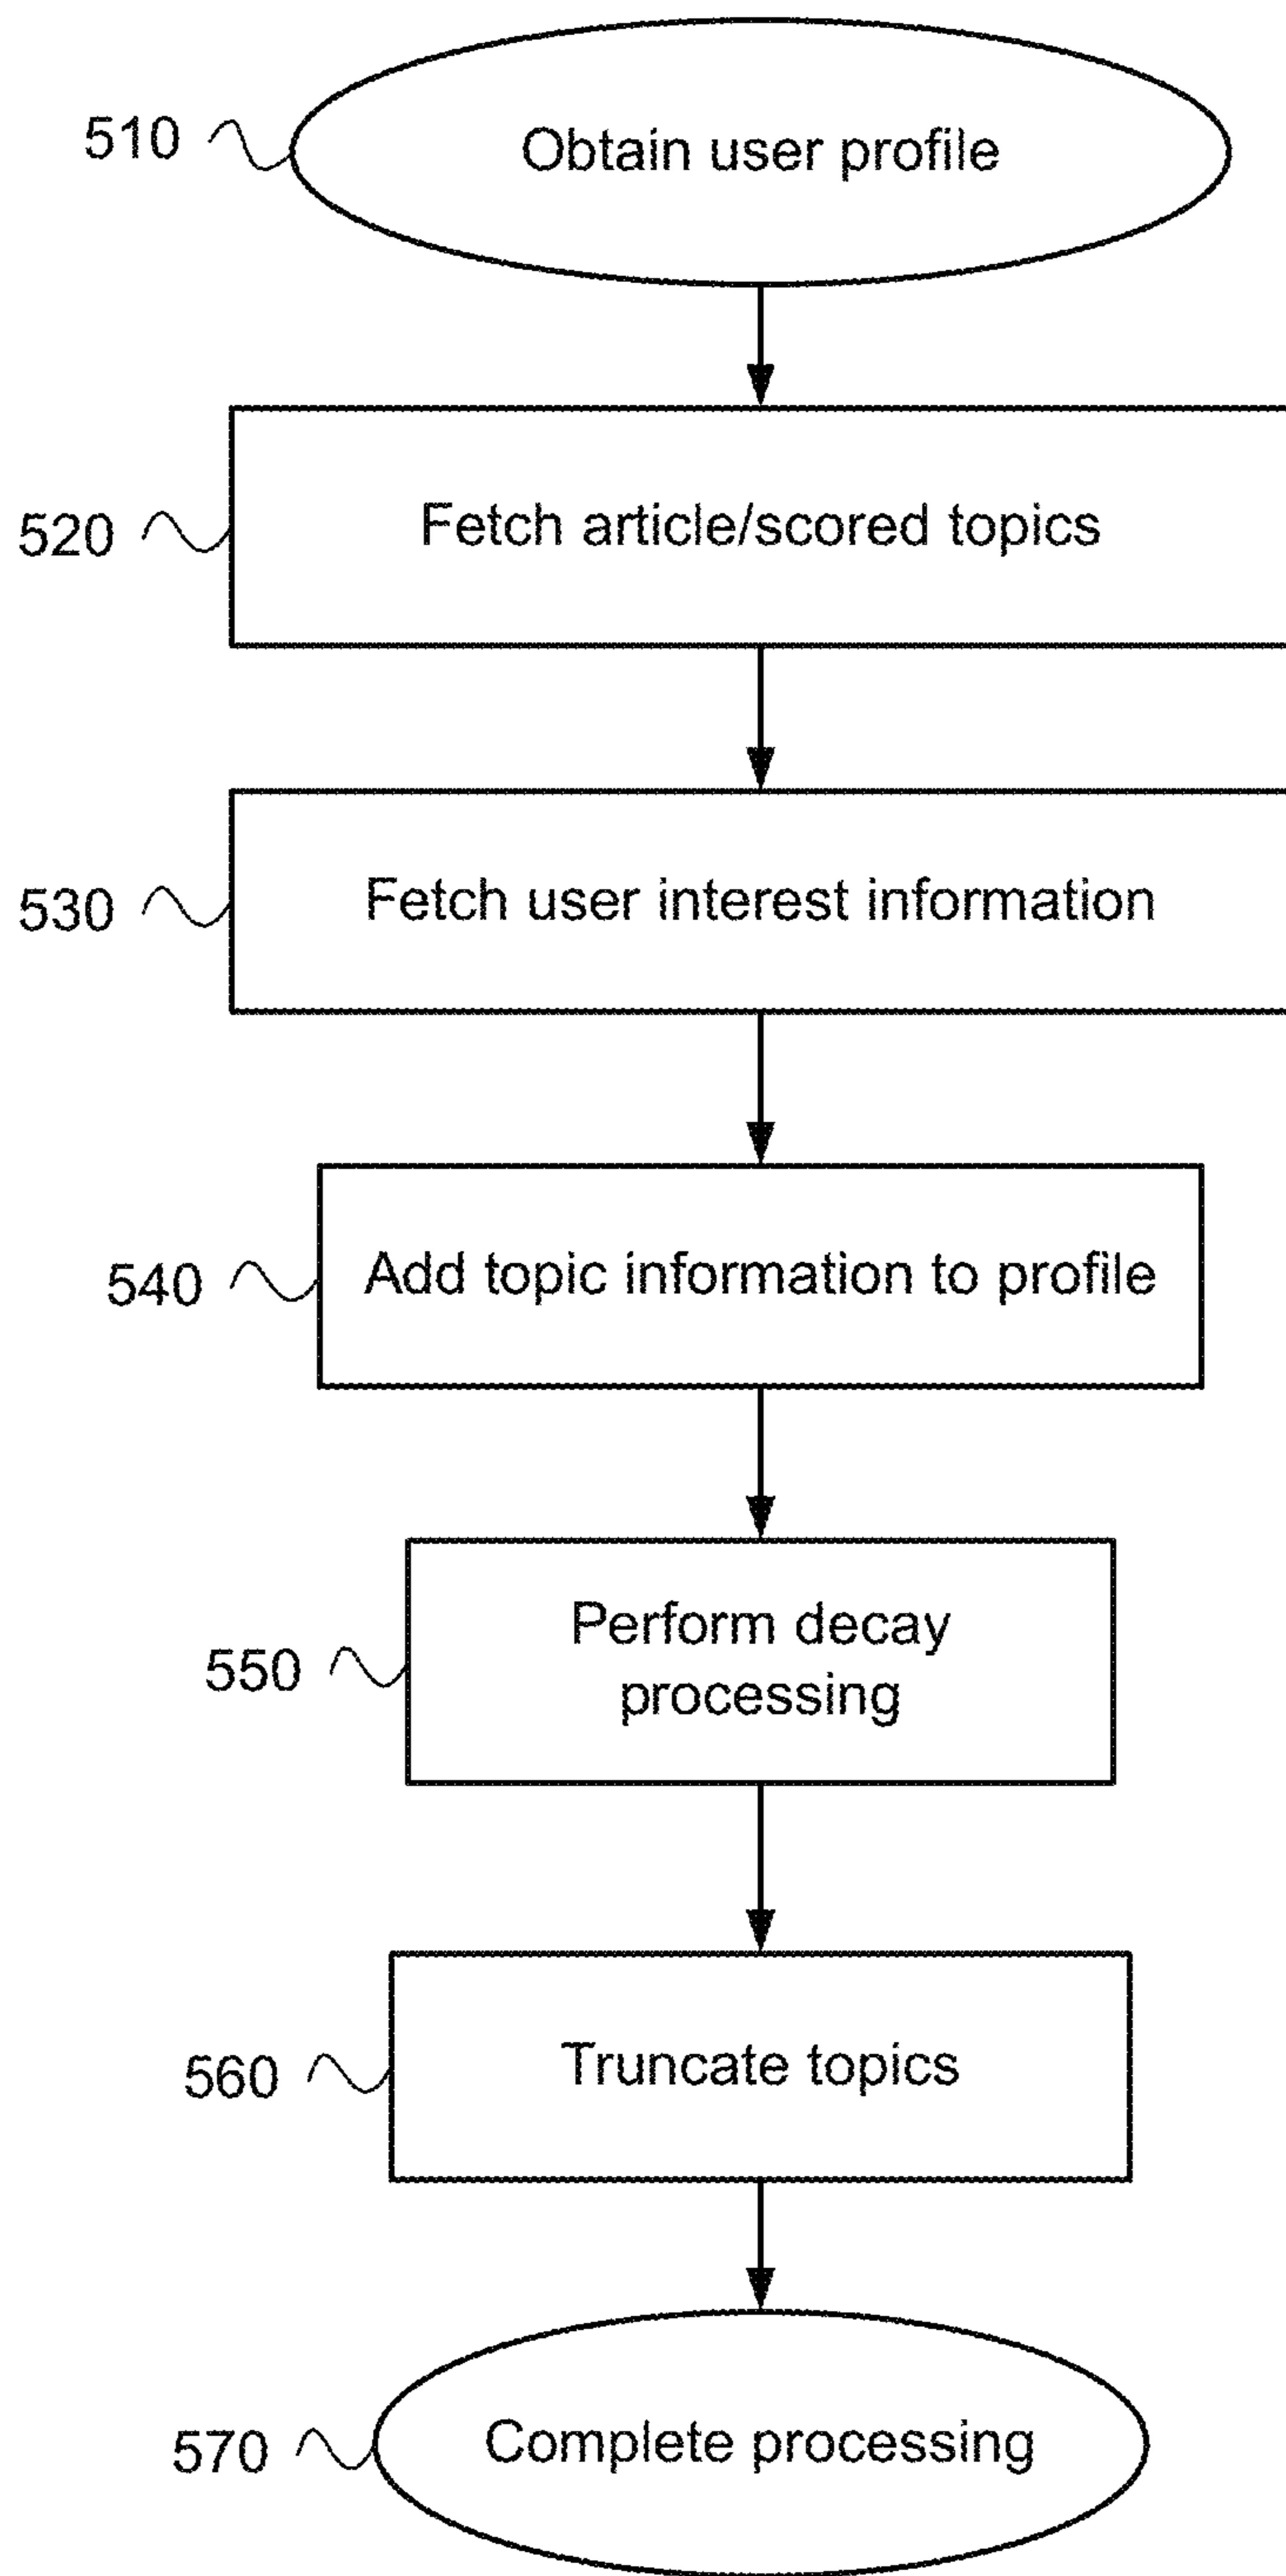 510 Obtain user profile
520 Fetch article/scored topics
530 Fetch user interest information
540 Add topic information to profile
550 Perform decay
processing
560 Truncate topics
570 Complete processing